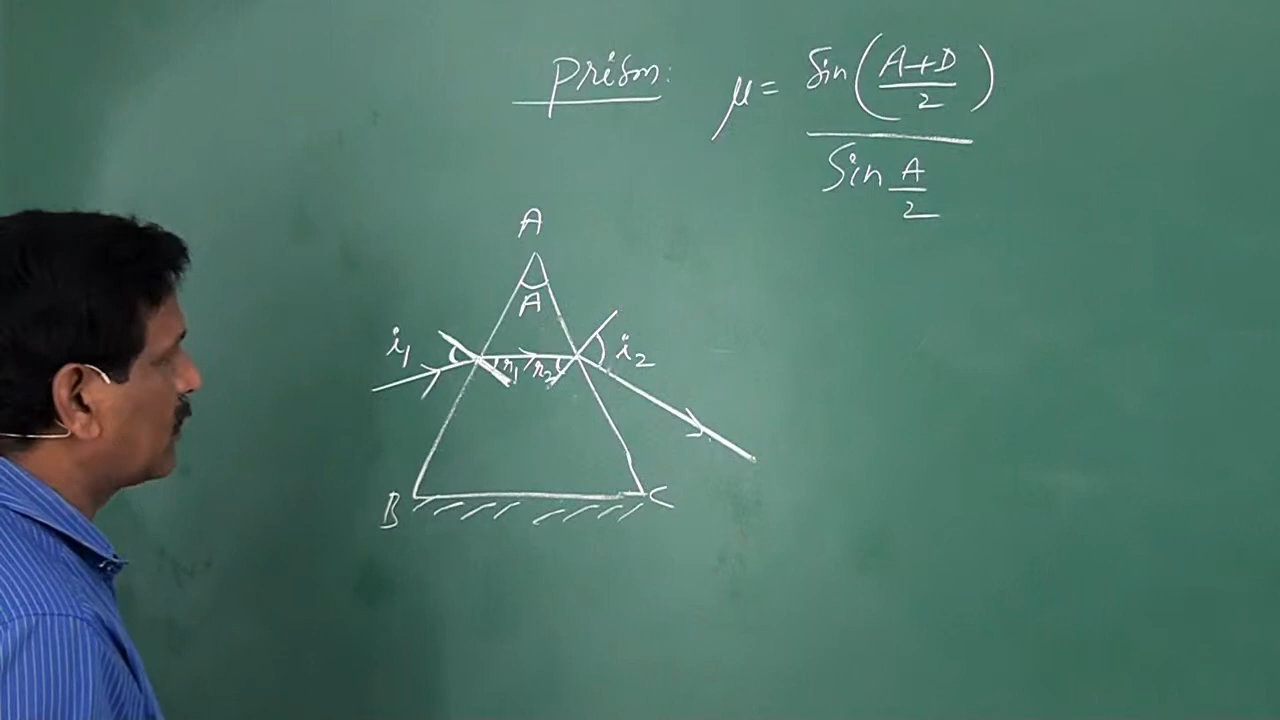 Prism:
μ = Sin((A+D)/2) / Sin A/2
A
A
i₁ r₁ r₂ i₂
B C